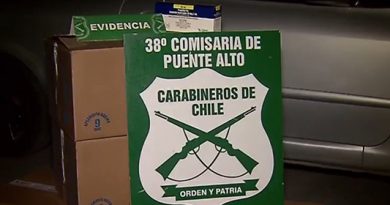 EVIDENCIA
38º COMISARIA DE
PUENTE ALTO
CARABINEROS DE
CHILE
ORDEN Y PATRIA